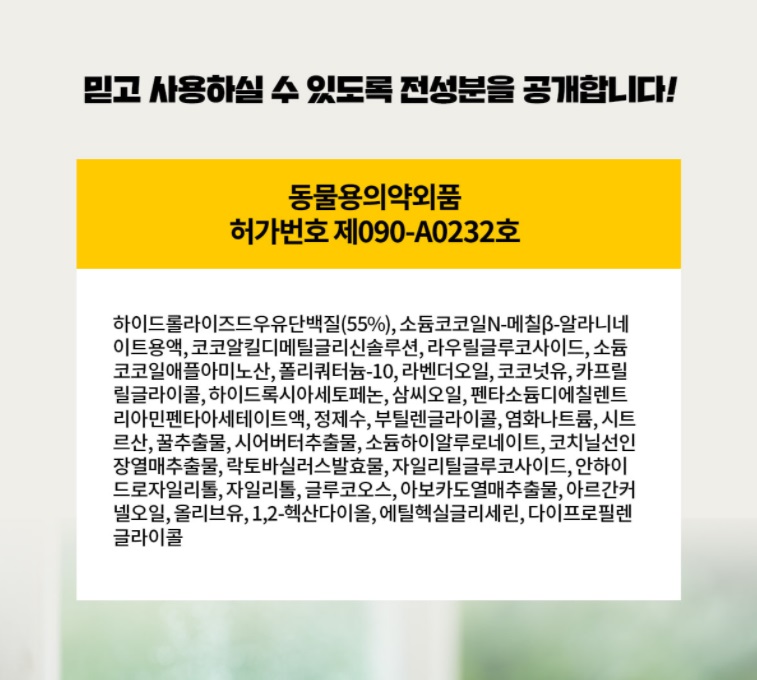 믿고 사용하실 수 있도록 전성분을 공개합니다!
동물용의약외품
허가번호 제090-A0232호
하이드롤라이즈드우유단백질(55%), 소듐코코일N-메칠β-알라니네
이트용액, 코코알킬디메틸글리신솔루션, 라우릴글루코사이드, 소듐
코코일애플아미노산, 폴리쿼터늄-10, 라벤더오일, 코코넛유, 카프릴
릴글라이콜, 하이드록시아세토페논, 삼씨오일, 펜타소듐디에칠렌트
리아민펜타아세테이트액, 정제수, 부틸렌글라이콜, 염화나트륨, 시트
르산, 꿀추출물, 시어버터추출물, 소듐하이알루로네이트, 코치닐선인
장열매추출물, 락토바실러스발효물, 자일리틸글루코사이드, 안하이
드로자일리톨, 자일리톨, 글루코오스, 아보카도열매추출물, 아르간커
넬오일, 올리브유, 1,2-헥산다이올, 에틸헥실글리세린, 다이프로필렌
글라이콜